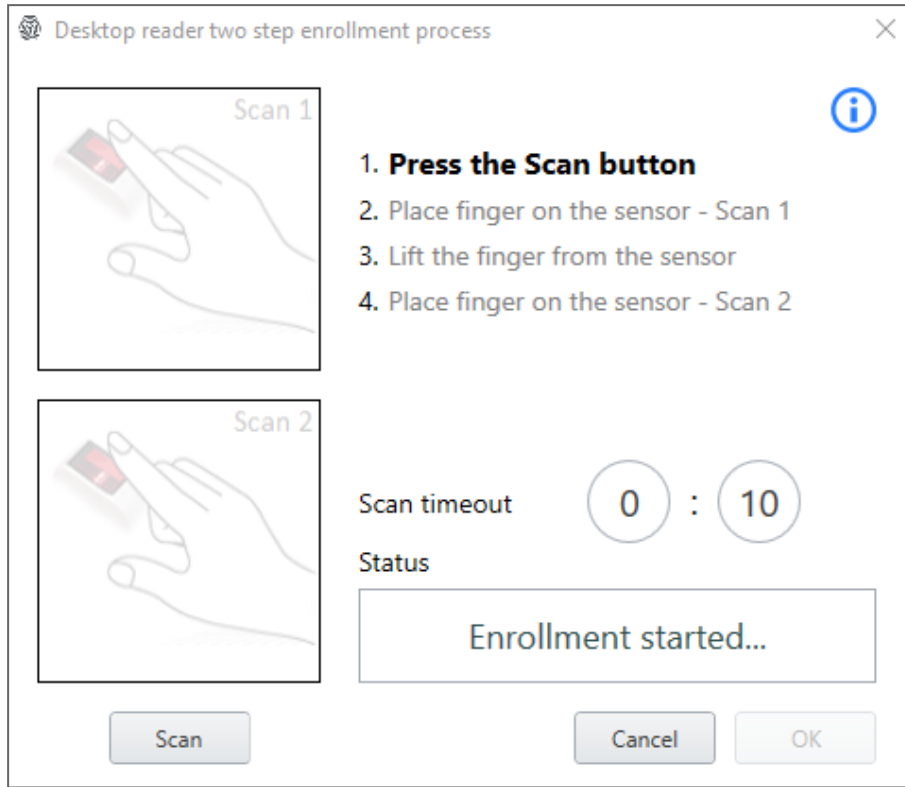 Desktop reader two step enrollment process
Scan 1
1. Press the Scan button
2. Place finger on the sensor - Scan 1
3. Lift the finger from the sensor
4. Place finger on the sensor - Scan 2
Scan 2
Scan timeout 0 : 10
Status
Enrollment started...
Scan Cancel OK